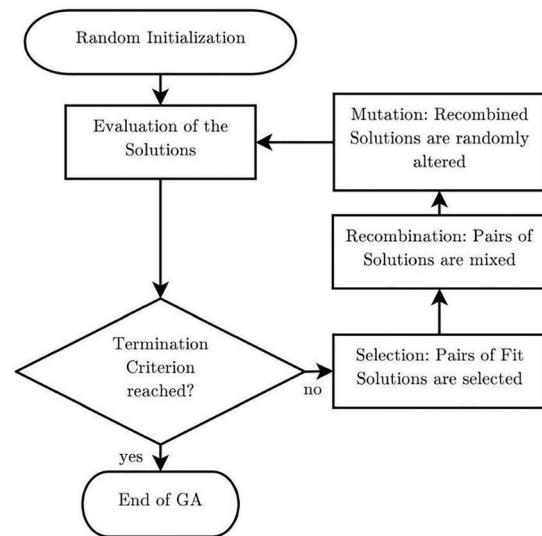 Random Initialization
Evaluation of the
Solutions
Mutation: Recombined
Solutions are randomly
altered
Recombination: Pairs of
Solutions are mixed
Termination
Criterion
reached?
no
Selection: Pairs of Fit
Solutions are selected
yes
End of GA